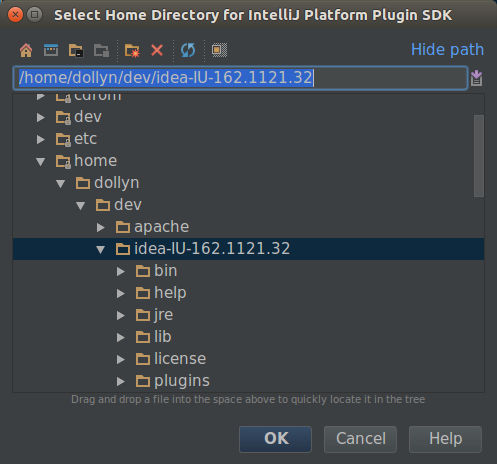 Select Home Directory for IntelliJ Platform Plugin SDK
Hide path
/home/dollyn/dev/idea-IU-162.1121.32
cdrom
dev
etc
home
dollyn
dev
apache
idea-IU-162.1121.32
bin
help
jre
lib
license
plugins
Drag and drop a file into the space above to quickly locate it in the tree
OK
Cancel
Help